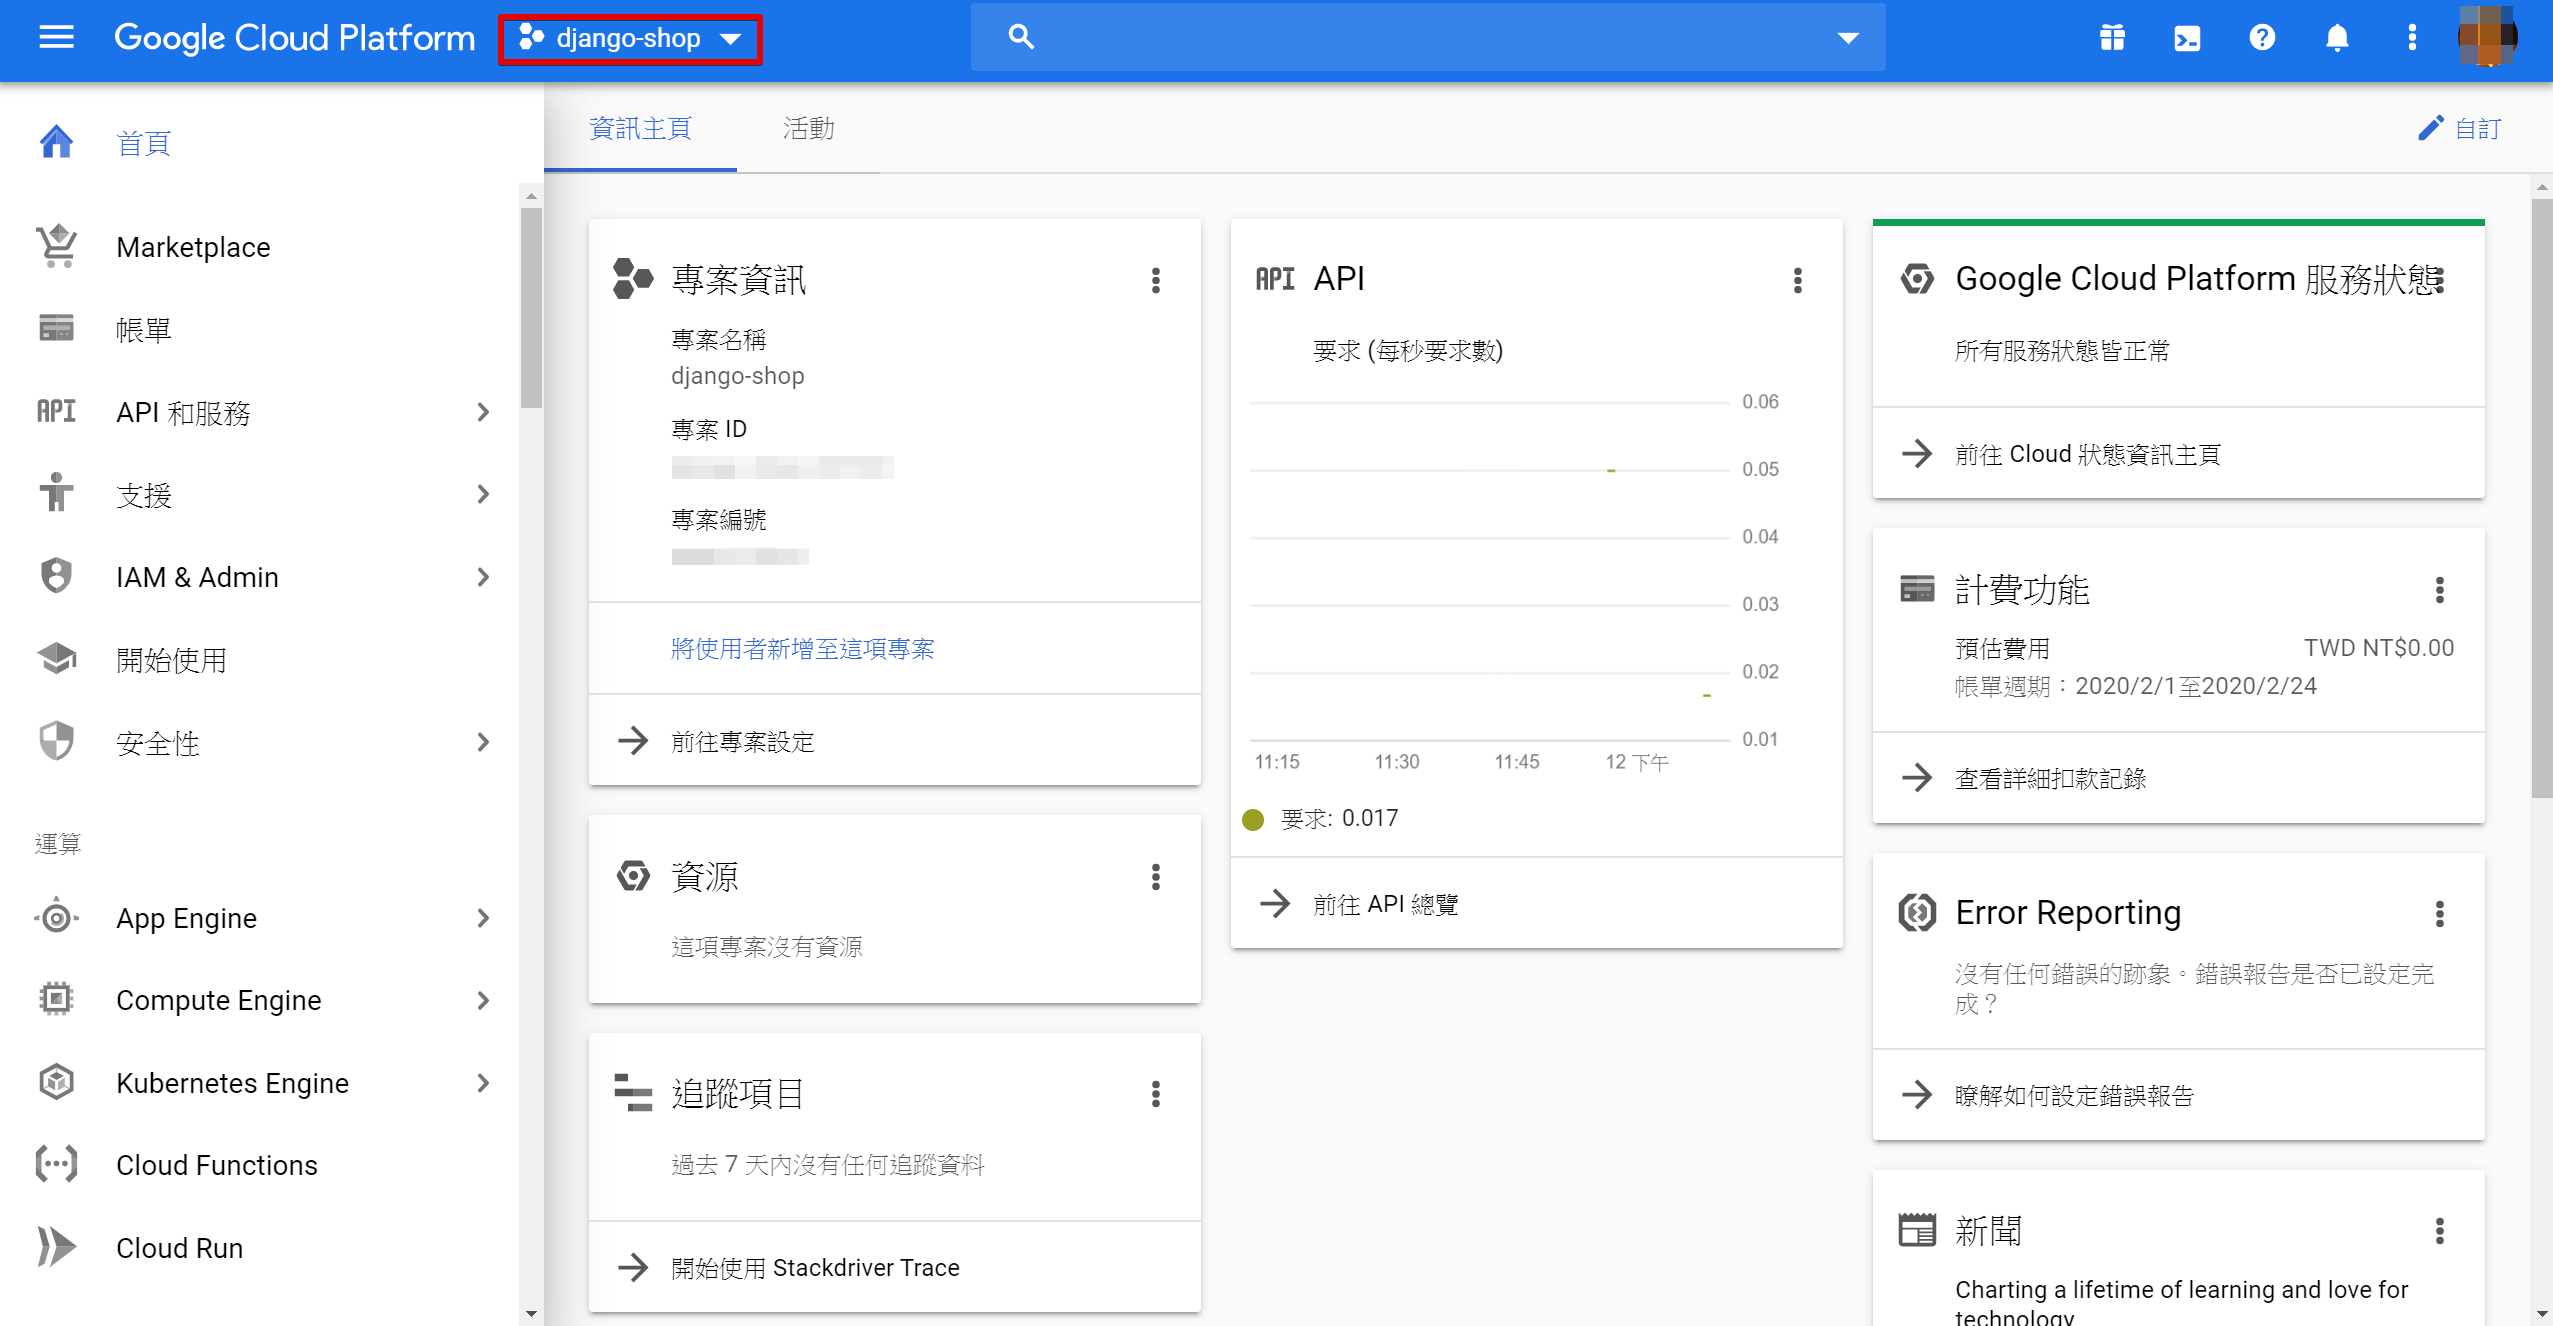 Google Cloud Platform
django-shop
首頁
Marketplace
帳單
API 和服務
支援
IAM & Admin
開始使用
安全性
運算
App Engine
Compute Engine
Kubernetes Engine
Cloud Functions
Cloud Run
資訊主頁
活動
自訂
專案資訊
專案名稱
django-shop
專案 ID
專案編號
將使用者新增至這項專案
前往專案設定
資源
這項專案沒有資源
追蹤項目
過去 7 天內沒有任何追蹤資料
開始使用 Stackdriver Trace
API
API
要求 (每秒要求數)
0.06
0.05
0.04
0.03
0.02
0.01
11:15
11:30
11:45
12 下午
要求: 0.017
前往 API 總覽
Google Cloud Platform 服務狀態
所有服務狀態皆正常
前往 Cloud 狀態資訊主頁
計費功能
預估費用
TWD NT$0.00
帳單週期：2020/2/1至2020/2/24
查看詳細扣款記錄
Error Reporting
沒有任何錯誤的跡象。錯誤報告是否已設定完
成？
瞭解如何設定錯誤報告
新聞
Charting a lifetime of learning and love for
technology